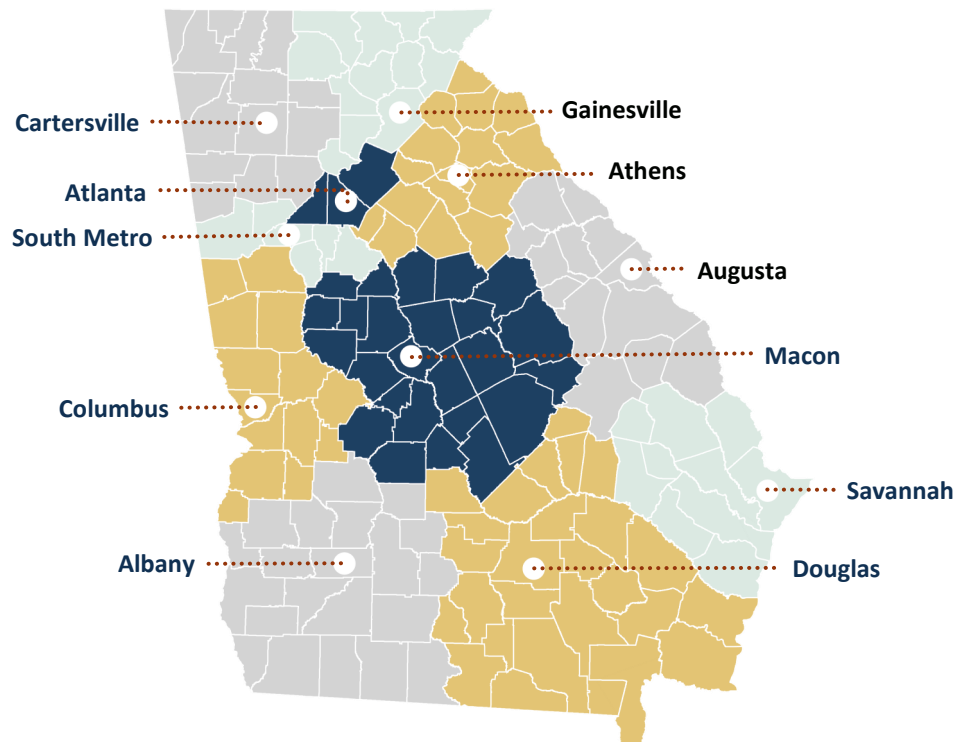 Gainesville
Cartersville
Athens
Atlanta
South Metro
Augusta
Macon
Columbus
Savannah
Albany
Douglas